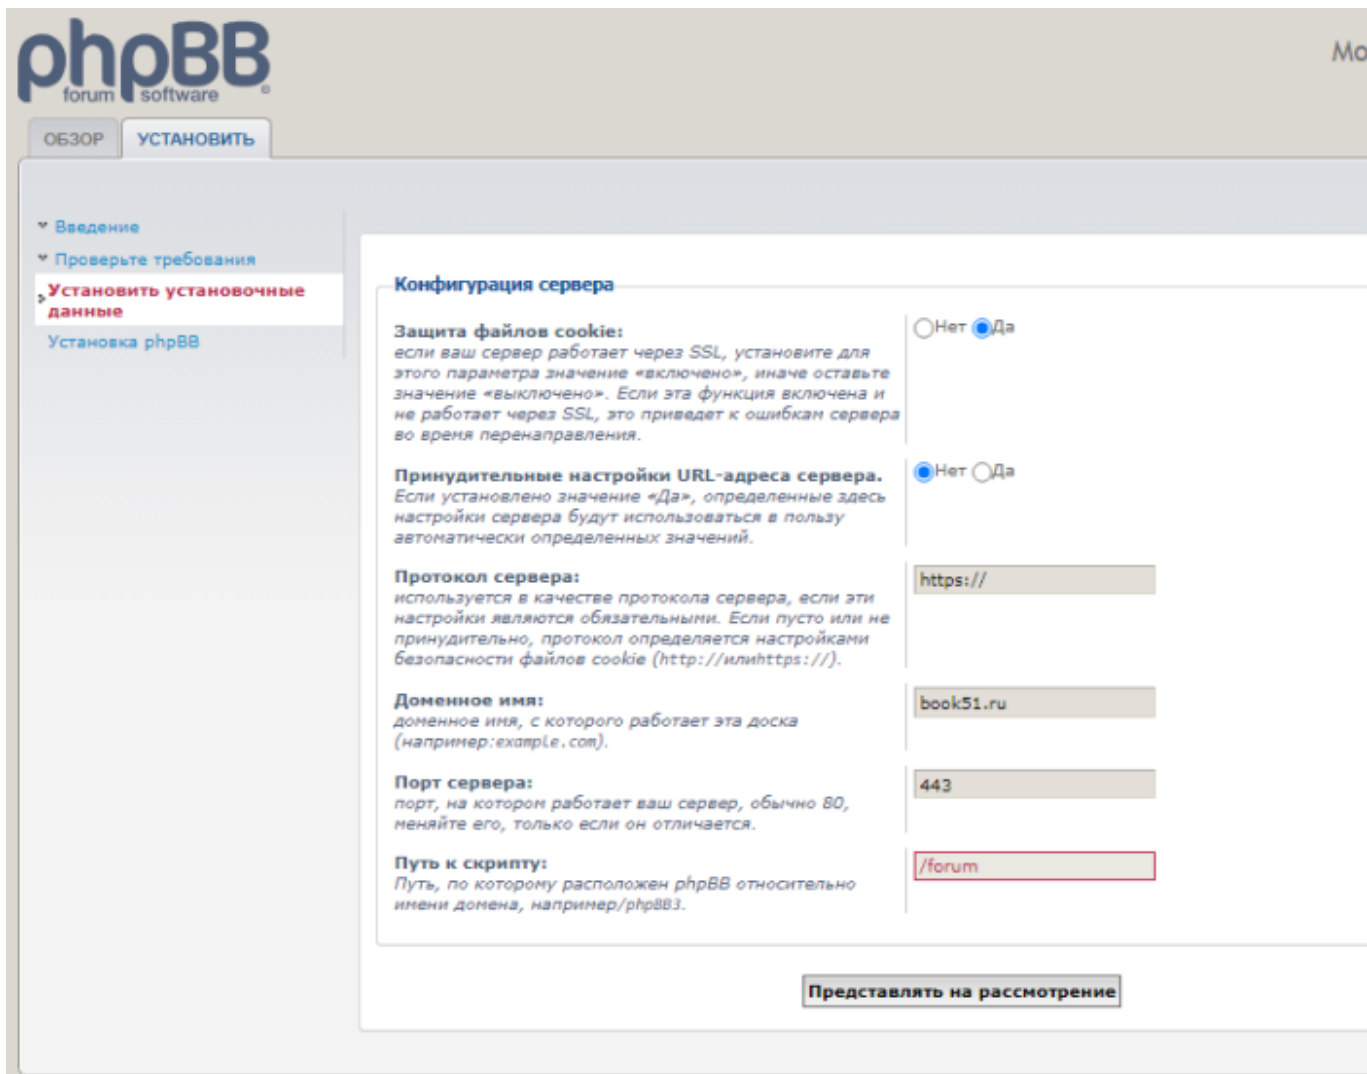 phpBB
forum software
Мо
ОБЗОР
УСТАНОВИТЬ
Введение
Проверьте требования
Установить установочные
данные
Установка phpBB
Конфигурация сервера
Защита файлов cookie:
если ваш сервер работает через SSL, установите для
этого параметра значение «включено», иначе оставьте
значение «выключено». Если эта функция включена и
не работает через SSL, это приведет к ошибкам сервера
во время перенаправления.
Нет Да
Принудительные настройки URL-адреса сервера.
Если установлено значение «Да», определенные здесь
настройки сервера будут использоваться в пользу
автоматически определенных значений.
Нет Да
Протокол сервера:
используется в качестве протокола сервера, если эти
настройки являются обязательными. Если пусто или не
принудительно, протокол определяется настройками
безопасности файлов cookie (http://илиhttps://).
https://
Доменное имя:
доменное имя, с которого работает эта доска
(например:example.com).
book51.ru
Порт сервера:
порт, на котором работает ваш сервер, обычно 80,
меняйте его, только если он отличается.
443
Путь к скрипту:
Путь, по которому расположен phpBB относительно
имени домена, например/phpBB3.
/forum
Представлять на рассмотрение